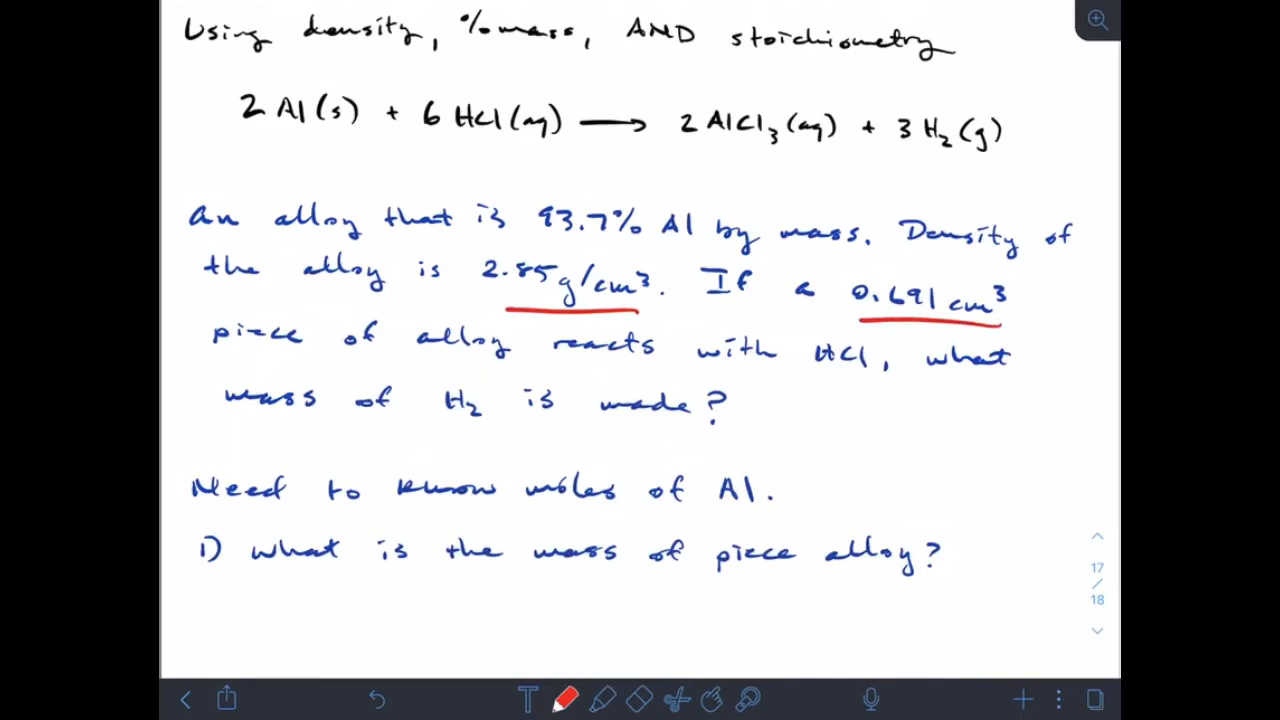 Using density, % mass, AND stoichiometry
2 Al(s) + 6 HCl(aq) ⟶ 2 AlCl₃(aq) + 3 H₂(g)
An alloy that is 93.7% Al by mass. Density of
the alloy is 2.85 g/cm³. If a 0.691 cm³
piece of alloy reacts with HCl, what
mass of H₂ is made?
Need to know moles of Al.
1) What is the mass of piece alloy?
17
/
18
T